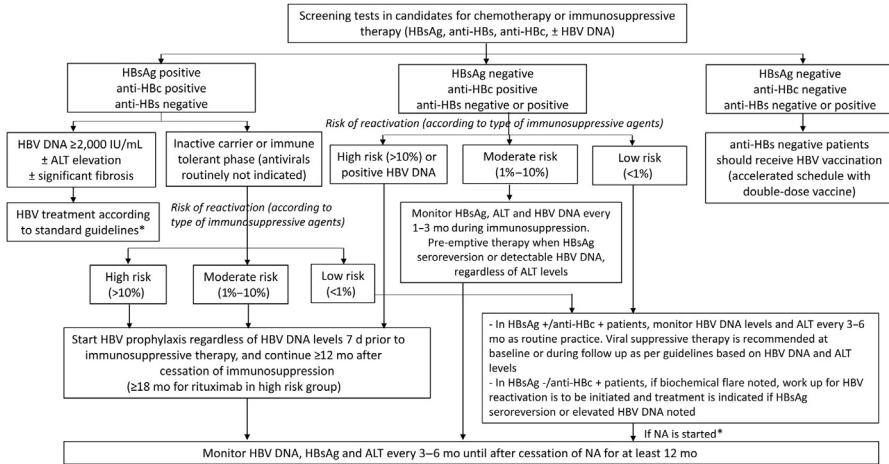 Screening tests in candidates for chemotherapy or immunosuppressive
therapy (HBsAg, anti-HBs, anti-HBc, ± HBV DNA)
HBsAg positive
anti-HBc positive
anti-HBs negative
HBsAg negative
anti-HBc positive
anti-HBs negative or positive
HBsAg negative
anti-HBc negative
anti-HBs negative or positive
Risk of reactivation (according to type of immunosuppressive agents)
HBV DNA ≥2,000 IU/mL
± ALT elevation
± significant fibrosis
Inactive carrier or immune
tolerant phase (antivirals
routinely not indicated)
High risk (>10%) or
positive HBV DNA
Moderate risk
(1%–10%)
Low risk
(<1%)
anti-HBs negative patients
should receive HBV vaccination
(accelerated schedule with
double-dose vaccine)
HBV treatment according
to standard guidelines*
Risk of reactivation (according to
type of immunosuppressive agents)
Monitor HBsAg, ALT and HBV DNA every
1–3 mo during immunosuppression.
Pre-emptive therapy when HBsAg
seroreversion or detectable HBV DNA,
regardless of ALT levels
High risk
(>10%)
Moderate risk
(1%–10%)
Low risk
(<1%)
Start HBV prophylaxis regardless of HBV DNA levels 7 d prior to
immunosuppressive therapy, and continue ≥12 mo after
cessation of immunosuppression
(≥18 mo for rituximab in high risk group)
- In HBsAg +/anti-HBc + patients, monitor HBV DNA levels and ALT every 3–6
mo as routine practice. Viral suppressive therapy is recommended at
baseline or during follow up as per guidelines based on HBV DNA and ALT
levels
- In HBsAg -/anti-HBc + patients, if biochemical flare noted, work up for HBV
reactivation is to be initiated and treatment is indicated if HBsAg
seroreversion or elevated HBV DNA noted
If NA is started*
Monitor HBV DNA, HBsAg and ALT every 3–6 mo until after cessation of NA for at least 12 mo